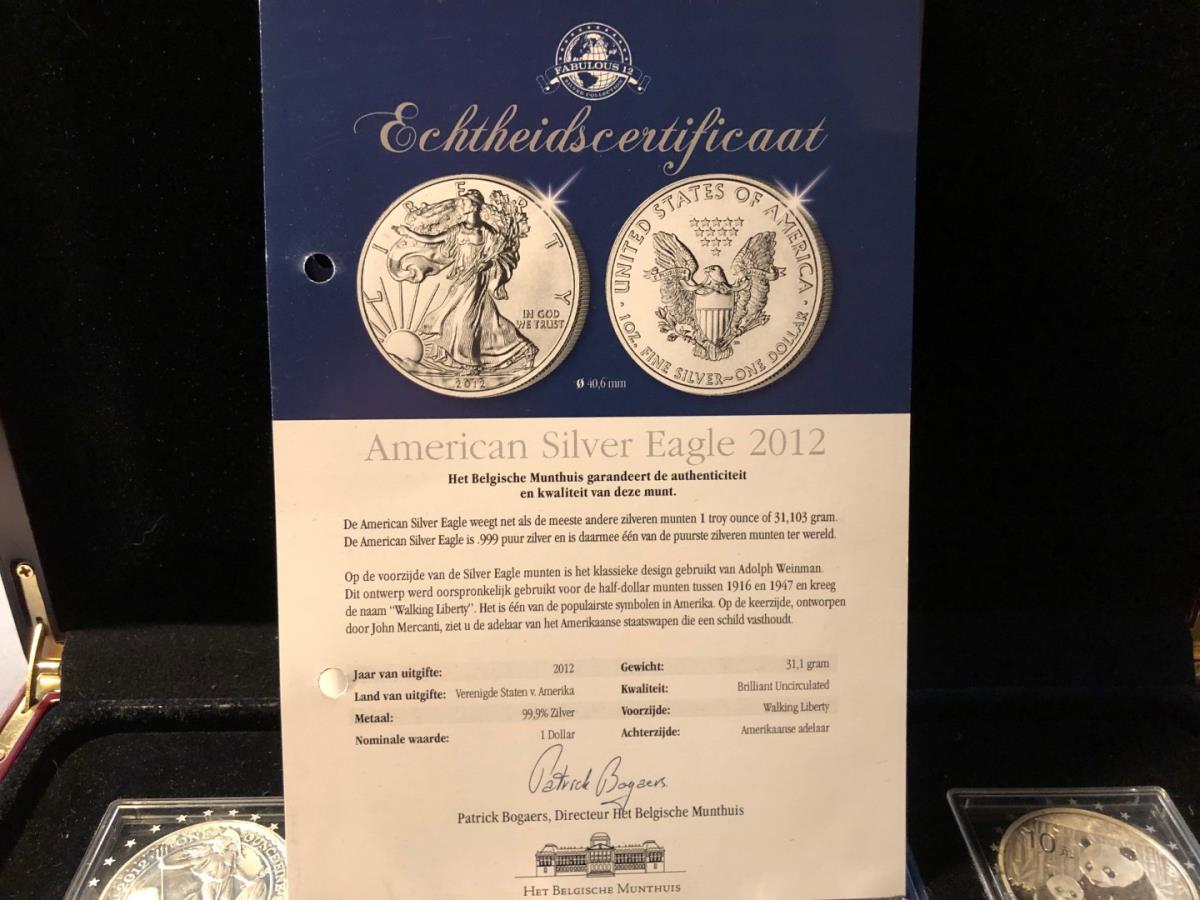 FABULOUS 12
SILVER COLLECTION
Echtheidscertificaat
LIBERTY
IN GOD
WE TRUST
2012
UNITED STATES OF AMERICA
1 OZ. FINE SILVER~ONE DOLLAR
Ø 40,6 mm
American Silver Eagle 2012
Het Belgische Munthuis garandeert de authenticiteit
en kwaliteit van deze munt.
De American Silver Eagle weegt net als de meeste andere zilveren munten 1 troy ounce of 31,103 gram.
De American Silver Eagle is .999 puur zilver en is daarmee één van de puurste zilveren munten ter wereld.
Op de voorzijde van de Silver Eagle munten is het klassieke design gebruikt van Adolph Weinman.
Dit ontwerp werd oorspronkelijk gebruikt voor de half-dollar munten tussen 1916 en 1947 en kreeg
de naam “Walking Liberty”. Het is één van de populairste symbolen in Amerika. Op de keerzijde, ontworpen
door John Mercanti, ziet u de adelaar van het Amerikaanse staatswapen die een schild vasthoudt.
Jaar van uitgifte: 2012 Gewicht: 31,1 gram
Land van uitgifte: Verenigde Staten v. Amerika Kwaliteit: Brilliant Uncirculated
Metaal: 99,9% Zilver Voorzijde: Walking Liberty
Nominale waarde: 1 Dollar Achterzijde: Amerikaanse adelaar
Patrick Bogaers
Patrick Bogaers, Directeur Het Belgische Munthuis
HET BELGISCHE MUNTHUIS
2012 ONE OUNCE FINE
10元